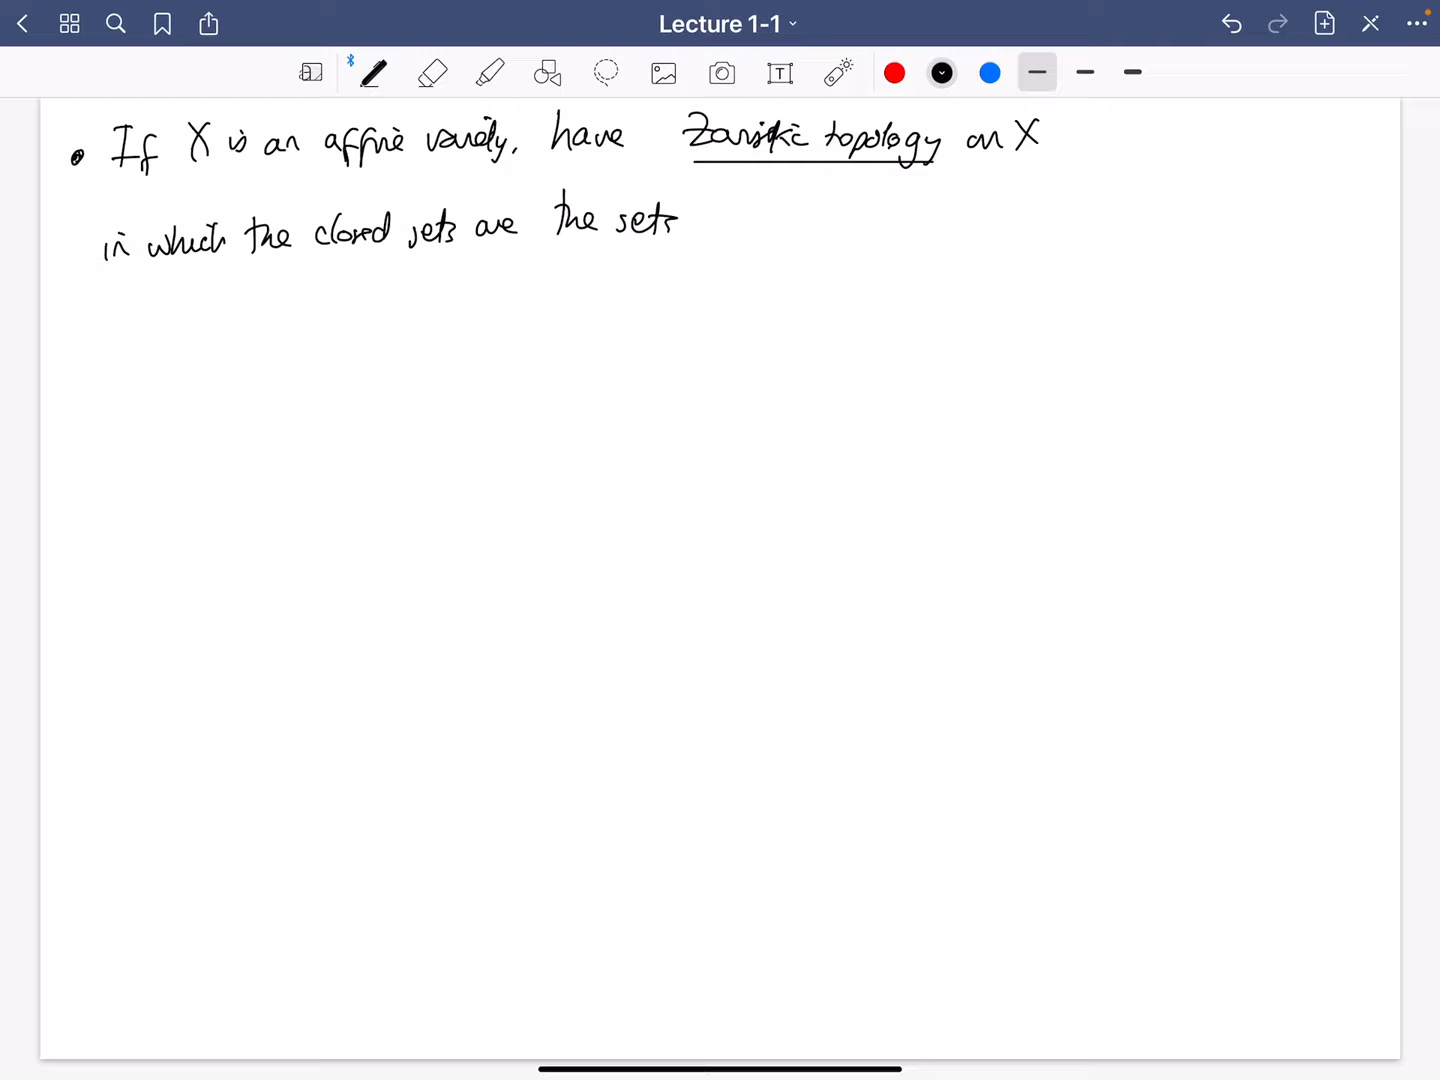 Lecture 1-1
T
• If X is an affine variety, have Zariski topology on X
in which the closed sets are the sets